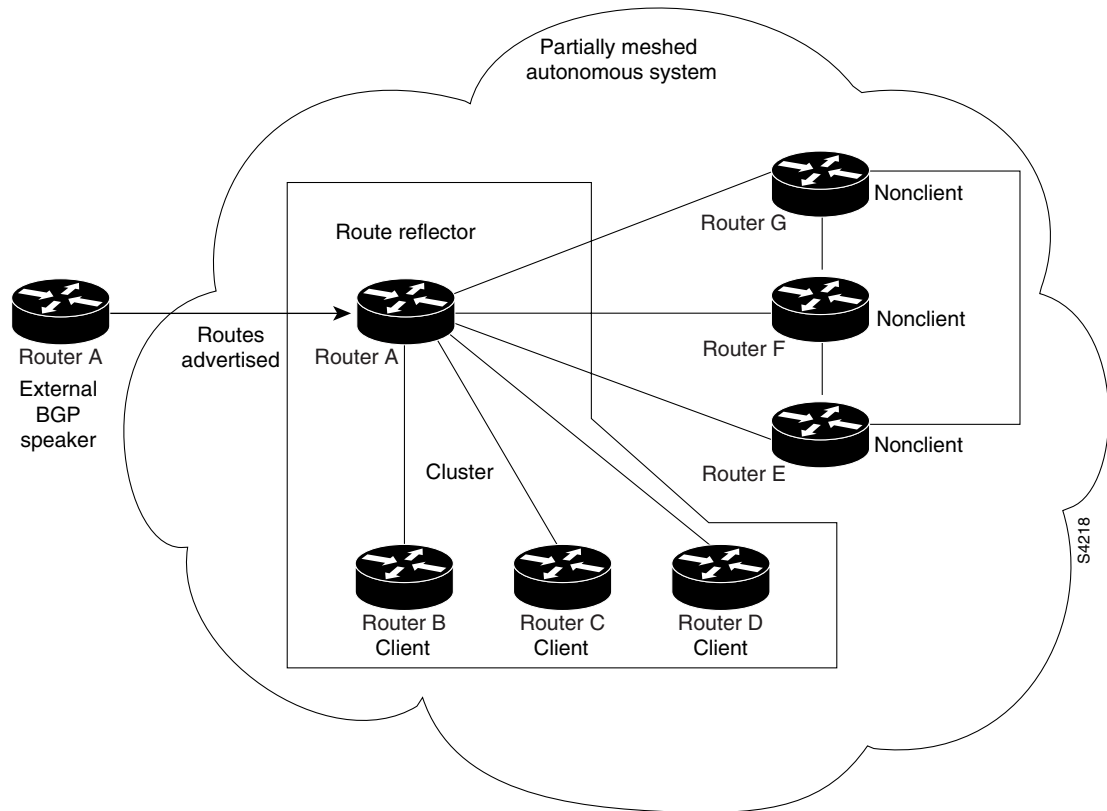 Partially meshed
autonomous system
Nonclient
Router G
Route reflector
Nonclient
Router F
Routes
advertised
Router A
Router A
External
BGP
speaker
Nonclient
Router E
Cluster
S4218
Router B
Client
Router C
Client
Router D
Client